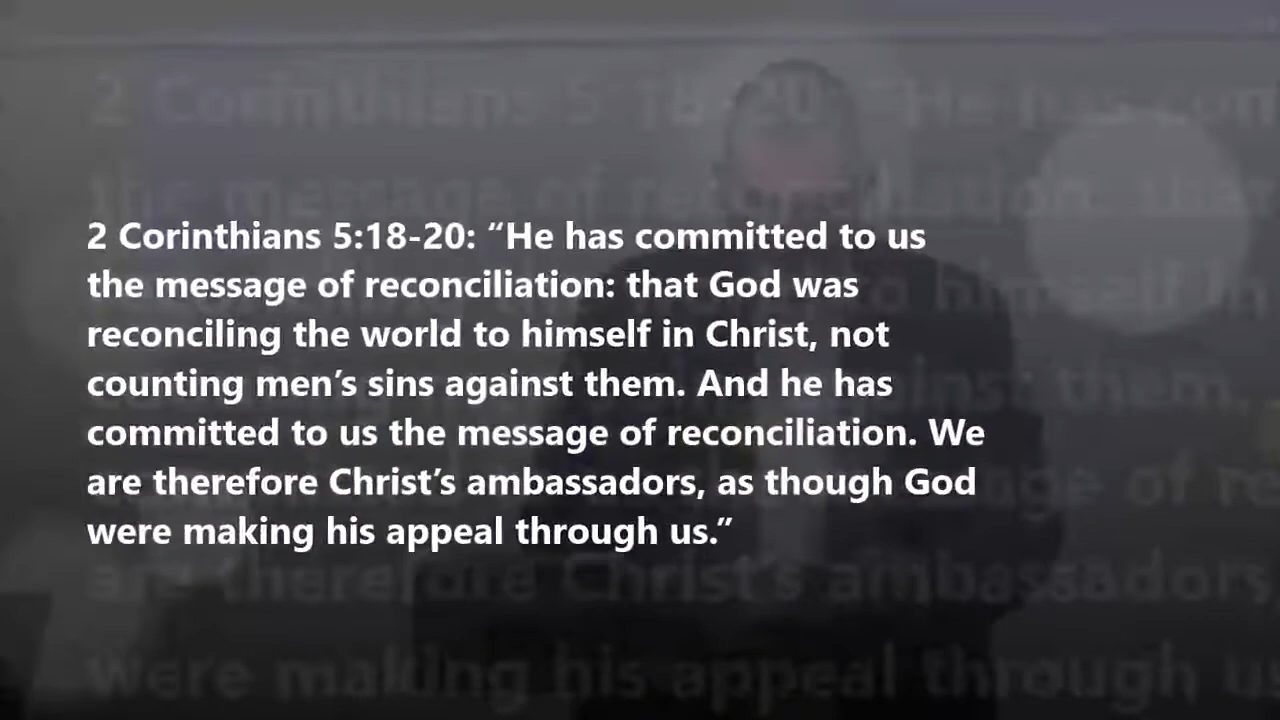 2 Corinthians 5:18-20: “He has committed to us
the message of reconciliation: that God was
reconciling the world to himself in Christ, not
counting men’s sins against them. And he has
committed to us the message of reconciliation. We
are therefore Christ’s ambassadors, as though God
were making his appeal through us.”